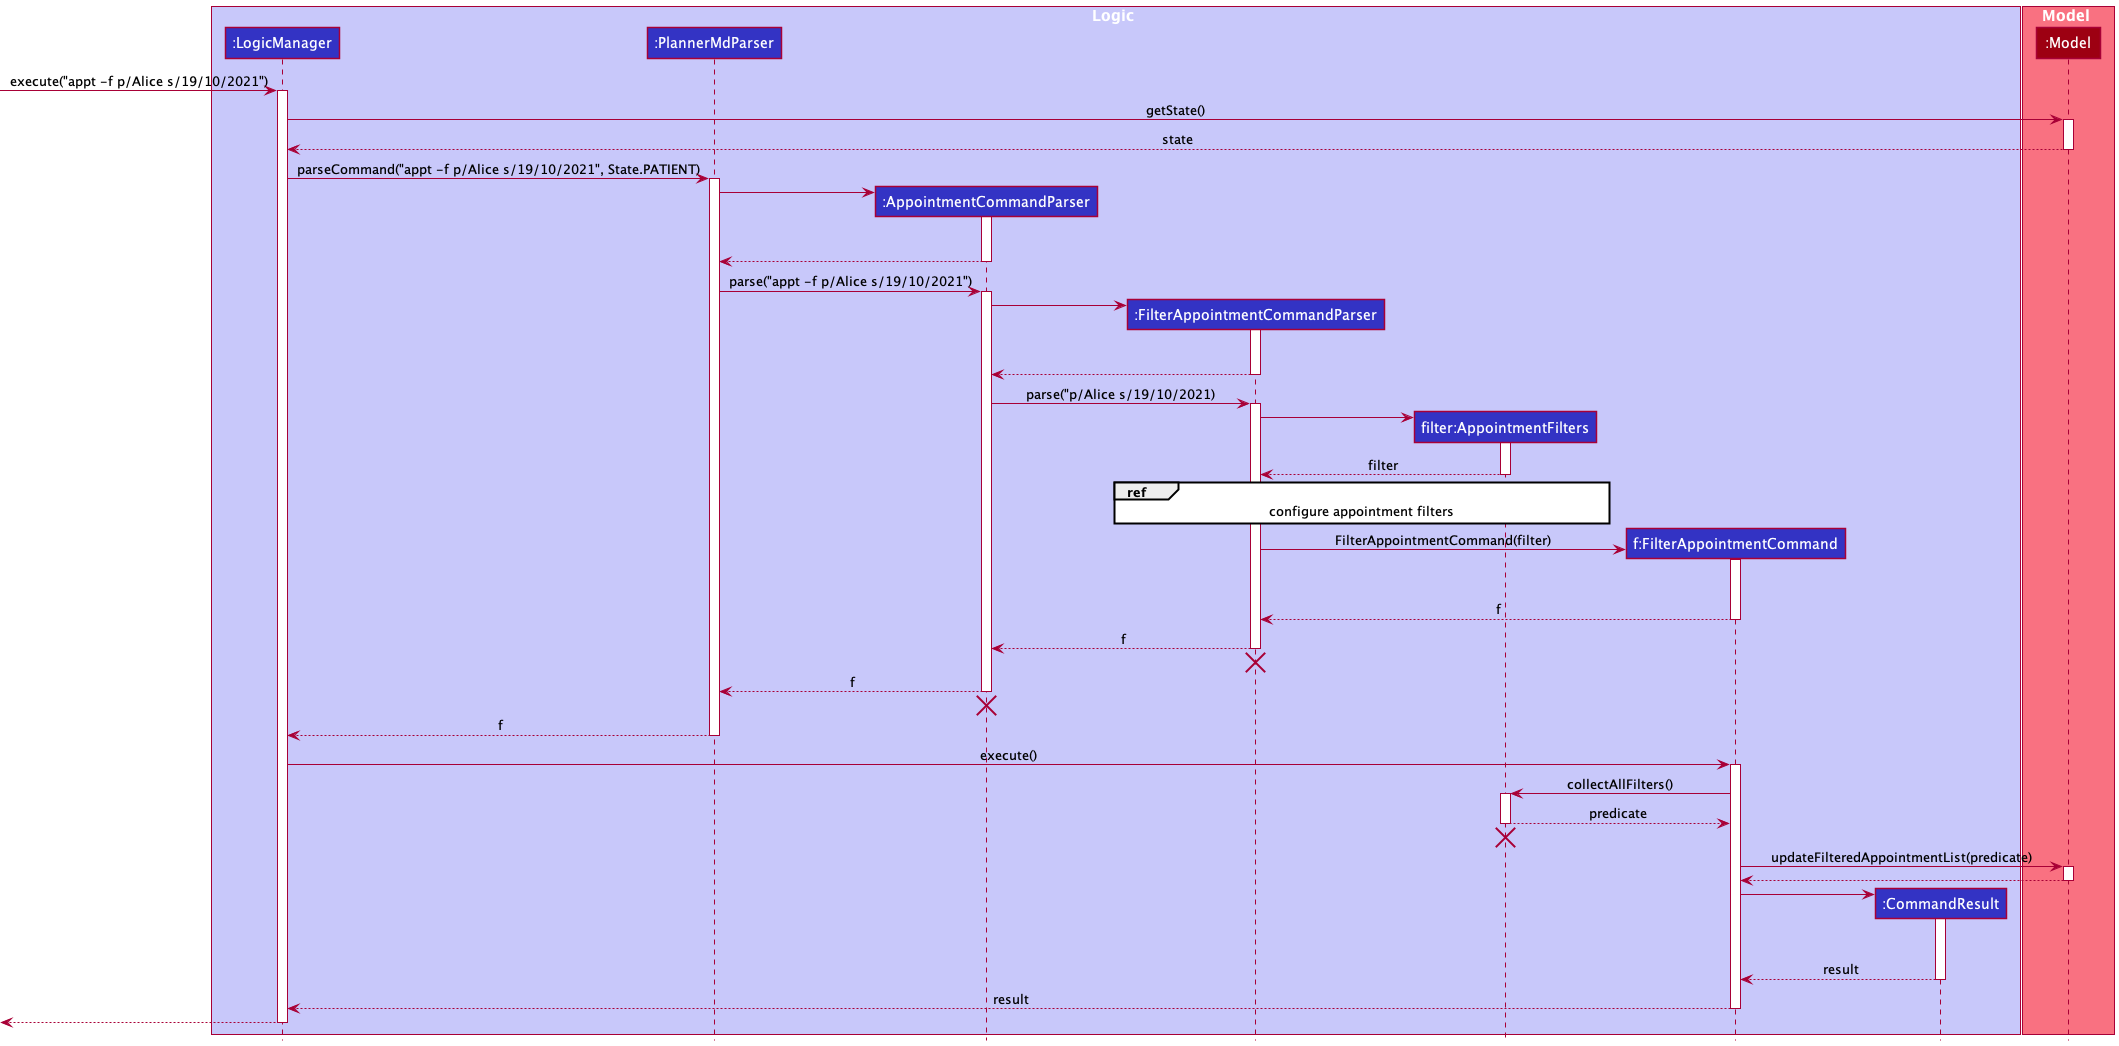 Logic
Model
:LogicManager
:PlannerMdParser
:Model
execute("appt -f p/Alice s/19/10/2021")
getState()
state
parseCommand("appt -f p/Alice s/19/10/2021", State.PATIENT)
:AppointmentCommandParser
parse("appt -f p/Alice s/19/10/2021")
:FilterAppointmentCommandParser
parse("p/Alice s/19/10/2021)
filter:AppointmentFilters
filter
ref
configure appointment filters
FilterAppointmentCommand(filter)
f:FilterAppointmentCommand
f
f
f
f
execute()
collectAllFilters()
predicate
updateFilteredAppointmentList(predicate)
:CommandResult
result
result